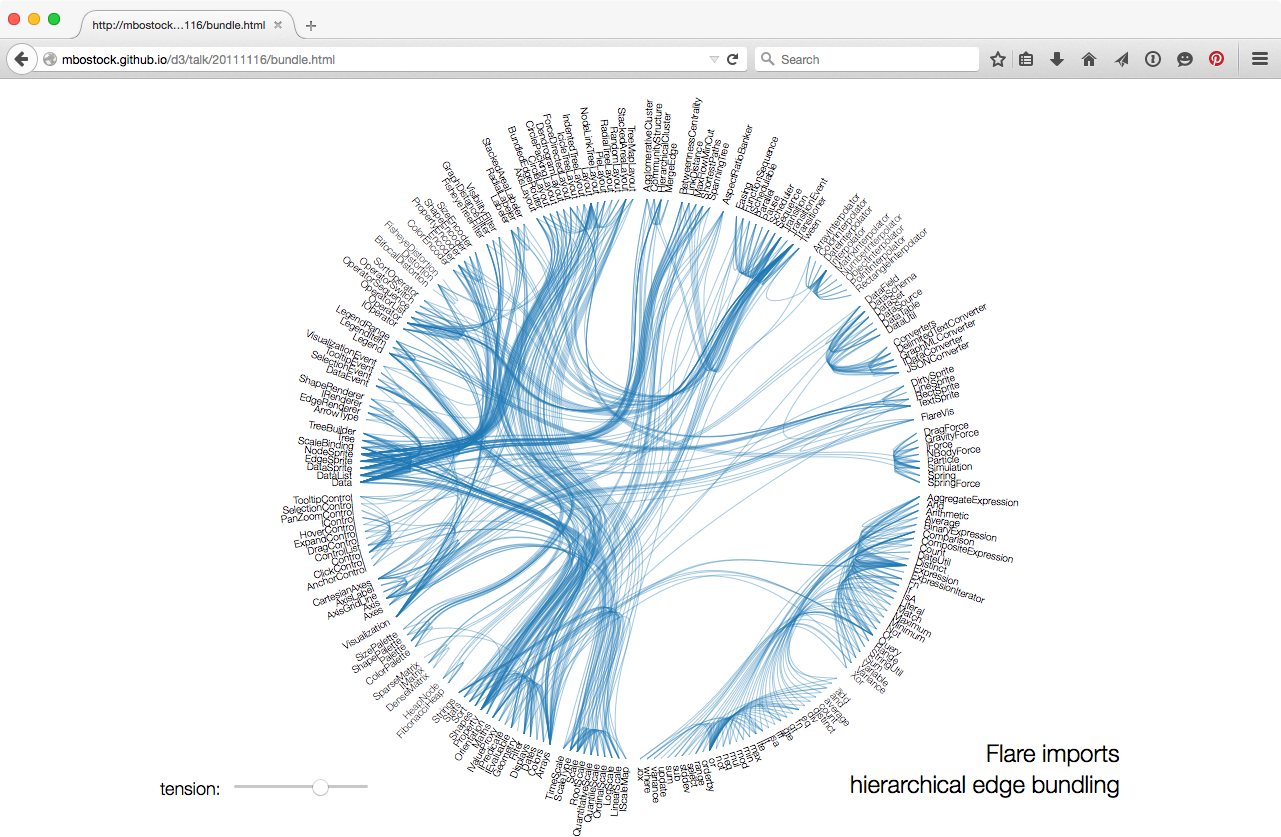 http://mbostock…116/bundle.html
mbostock.github.io/d3/talk/20111116/bundle.html
Search
AgglomerativeCluster
CommunityStructure
HierarchicalCluster
MergeEdge
BetweennessCentrality
LinkDistance
MaxFlowMinCut
ShortestPaths
SpanningTree
AspectRatioBanker
Easing
FunctionSequence
Schedulable
Parallel
Pause
Scheduler
Sequence
Transition
TransitionEvent
Transitioner
Tween
ArrayInterpolator
ColorInterpolator
DateInterpolator
Interpolator
MatrixInterpolator
NumberInterpolator
ObjectInterpolator
PointInterpolator
RectangleInterpolator
DataField
DataSchema
DataSet
DataSource
DataTable
DataUtil
Converters
DelimitedTextConverter
GraphMLConverter
IDataConverter
JSONConverter
DirtySprite
LineSprite
RectSprite
TextSprite
FlareVis
DragForce
GravityForce
IForce
NBodyForce
Particle
Simulation
Spring
SpringForce
AggregateExpression
And
Arithmetic
Average
BinaryExpression
Comparison
CompositeExpression
Count
DateUtil
Distinct
Expression
ExpressionIterator
Fn
If
IsA
Literal
Match
Maximum
Minimum
Not
Or
Query
Range
StringUtil
Sum
Variable
Variance
Xor
add
and
average
count
distinct
div
eq
fn
gt
gte
iff
isa
lt
lte
max
min
mod
mul
neq
not
or
orderby
range
select
stddev
sub
sum
update
variance
where
xor
IScaleMap
LinearScale
LogScale
OrdinalScale
QuantileScale
QuantitativeScale
RootScale
Scale
ScaleType
TimeScale
Arrays
Colors
Dates
Displays
Filter
Geometry
IEvaluable
IPredicate
IValueProxy
Maths
Orientation
Property
Shapes
Sort
Stats
Strings
FibonacciHeap
HeapNode
DenseMatrix
IMatrix
SparseMatrix
ColorPalette
Palette
ShapePalette
SizePalette
Visualization
Axes
Axis
AxisGridLine
AxisLabel
CartesianAxes
AnchorControl
ClickControl
Control
ControlList
DragControl
ExpandControl
HoverControl
IControl
PanZoomControl
SelectionControl
TooltipControl
Data
DataList
DataSprite
EdgeSprite
NodeSprite
ScaleBinding
Tree
TreeBuilder
ArrowType
EdgeRenderer
IRenderer
ShapeRenderer
DataEvent
SelectionEvent
TooltipEvent
VisualizationEvent
Legend
LegendItem
LegendRange
IOperator
Operator
OperatorList
OperatorSequence
OperatorSwitch
SortOperator
BifocalDistortion
Distortion
FisheyeDistortion
ColorEncoder
Encoder
PropertyEncoder
ShapeEncoder
SizeEncoder
FisheyeTreeFilter
GraphDistanceFilter
VisibilityFilter
Labeler
RadialLabeler
StackedAreaLabeler
AxisLayout
BundledEdgeRouter
CircleLayout
CirclePackingLayout
DendrogramLayout
ForceDirectedLayout
IcicleTreeLayout
IndentedTreeLayout
Layout
NodeLinkTreeLayout
PieLayout
RadialTreeLayout
RandomLayout
StackedAreaLayout
TreeMapLayout
tension:
Flare imports
hierarchical edge bundling